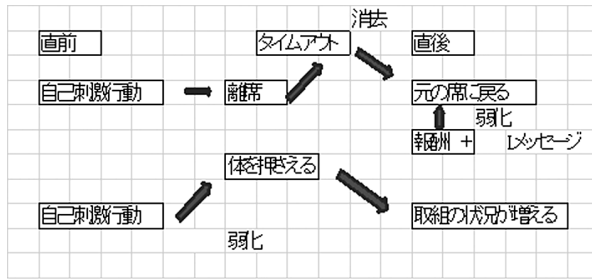 消去
直前
タイムアウト
直後
自己刺激行動
離席
元の席に戻る
弱化
報酬 +
Iメッセージ
体を押さえる
自己刺激行動
取組の状況が増える
弱化